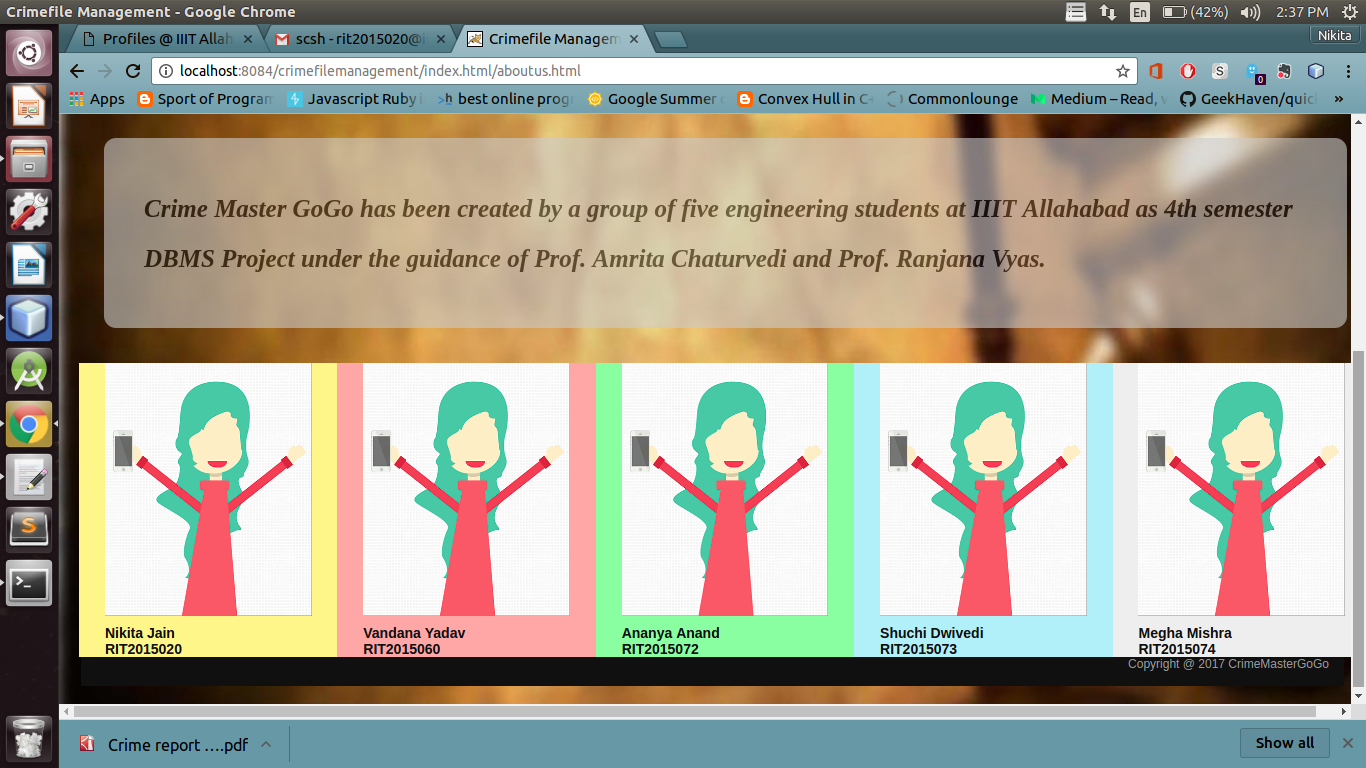 Crimefile Management - Google Chrome
En (42%) 2:37 PM
Profiles @ IIIT Allah
scsh - rit2015020@i
Crimefile Managem
Nikita
localhost:8084/crimefilemanagement/index.html/aboutus.html
S
0
Apps
Sport of Program
Javascript Ruby
>h best online prog
Google Summer
Convex Hull in C
Commonlounge
Medium – Read,
GeekHaven/quic
»
Crime Master GoGo has been created by a group of five engineering students at IIIT Allahabad as 4th semester
DBMS Project under the guidance of Prof. Amrita Chaturvedi and Prof. Ranjana Vyas.
Nikita Jain
RIT2015020
Vandana Yadav
RIT2015060
Ananya Anand
RIT2015072
Shuchi Dwivedi
RIT2015073
Megha Mishra
RIT2015074
Copyright @ 2017 CrimeMasterGoGo
Crime report ….pdf
Show all